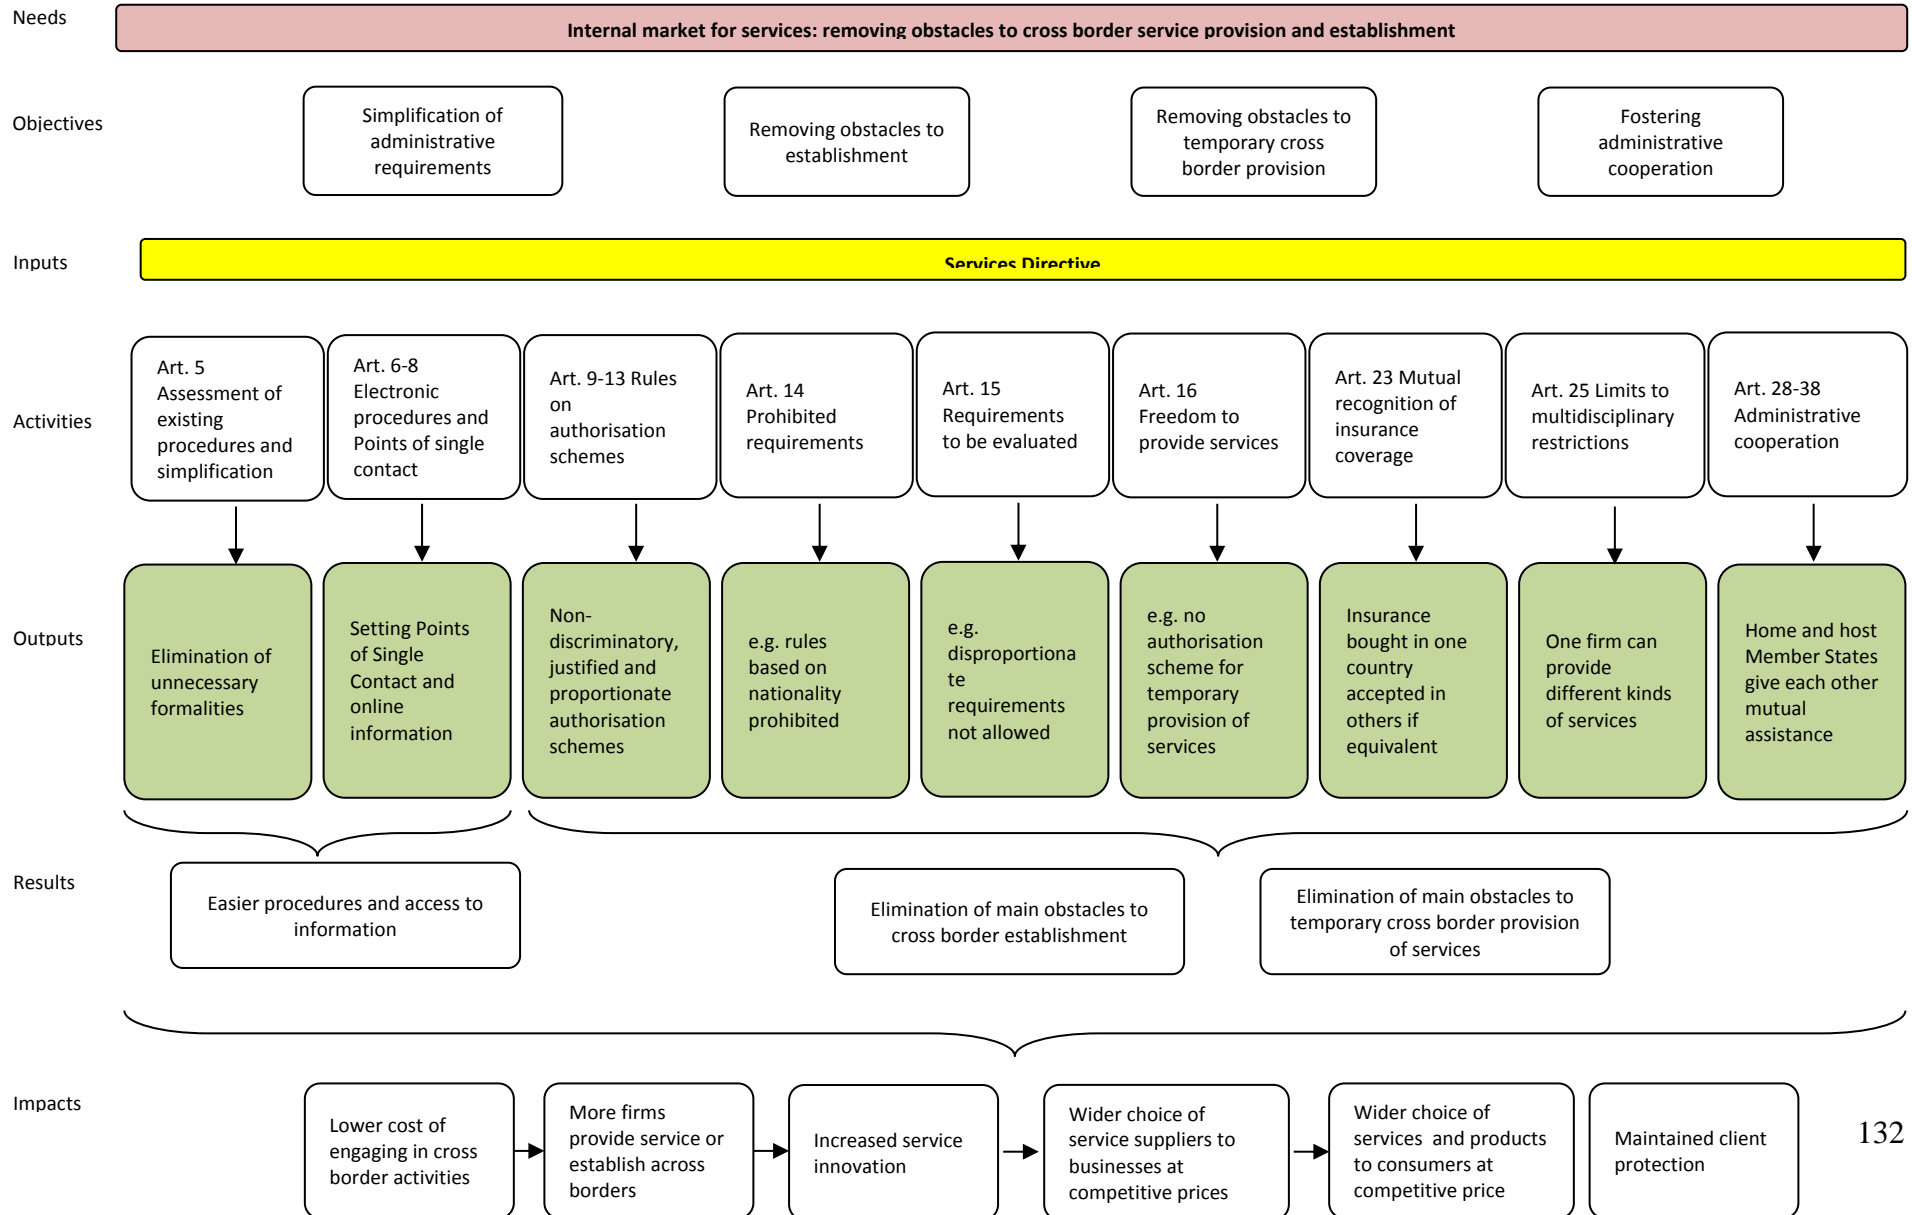 Needs
Internal market for services: removing obstacles to cross border service provision and establishment
Objectives
Simplification of
administrative
requirements
Removing obstacles to
establishment
Removing obstacles to
temporary cross
border provision
Fostering
administrative
cooperation
Inputs
Services Directive
Activities
Art. 5
Assessment of
existing
procedures and
simplification
Art. 6-8
Electronic
procedures and
Points of single
contact
Art. 9-13 Rules
on
authorisation
schemes
Art. 14
Prohibited
requirements
Art. 15
Requirements
to be evaluated
Art. 16
Freedom to
provide services
Art. 23 Mutual
recognition of
insurance
coverage
Art. 25 Limits to
multidisciplinary
restrictions
Art. 28-38
Administrative
cooperation
Outputs
Elimination of
unnecessary
formalities
Setting Points
of Single
Contact and
online
information
Non-
discriminatory,
justified and
proportionate
authorisation
schemes
e.g. rules
based on
nationality
prohibited
e.g.
disproportiona
te
requirements
not allowed
e.g. no
authorisation
scheme for
temporary
provision of
services
Insurance
bought in one
country
accepted in
others if
equivalent
One firm can
provide
different kinds
of services
Home and host
Member States
give each other
mutual
assistance
Results
Easier procedures and access to
information
Elimination of main obstacles to
cross border establishment
Elimination of main obstacles to
temporary cross border provision
of services
Impacts
Lower cost of
engaging in cross
border activities
More firms
provide service or
establish across
borders
Increased service
innovation
Wider choice of
service suppliers to
businesses at
competitive prices
Wider choice of
services and products
to consumers at
competitive price
Maintained client
protection
132